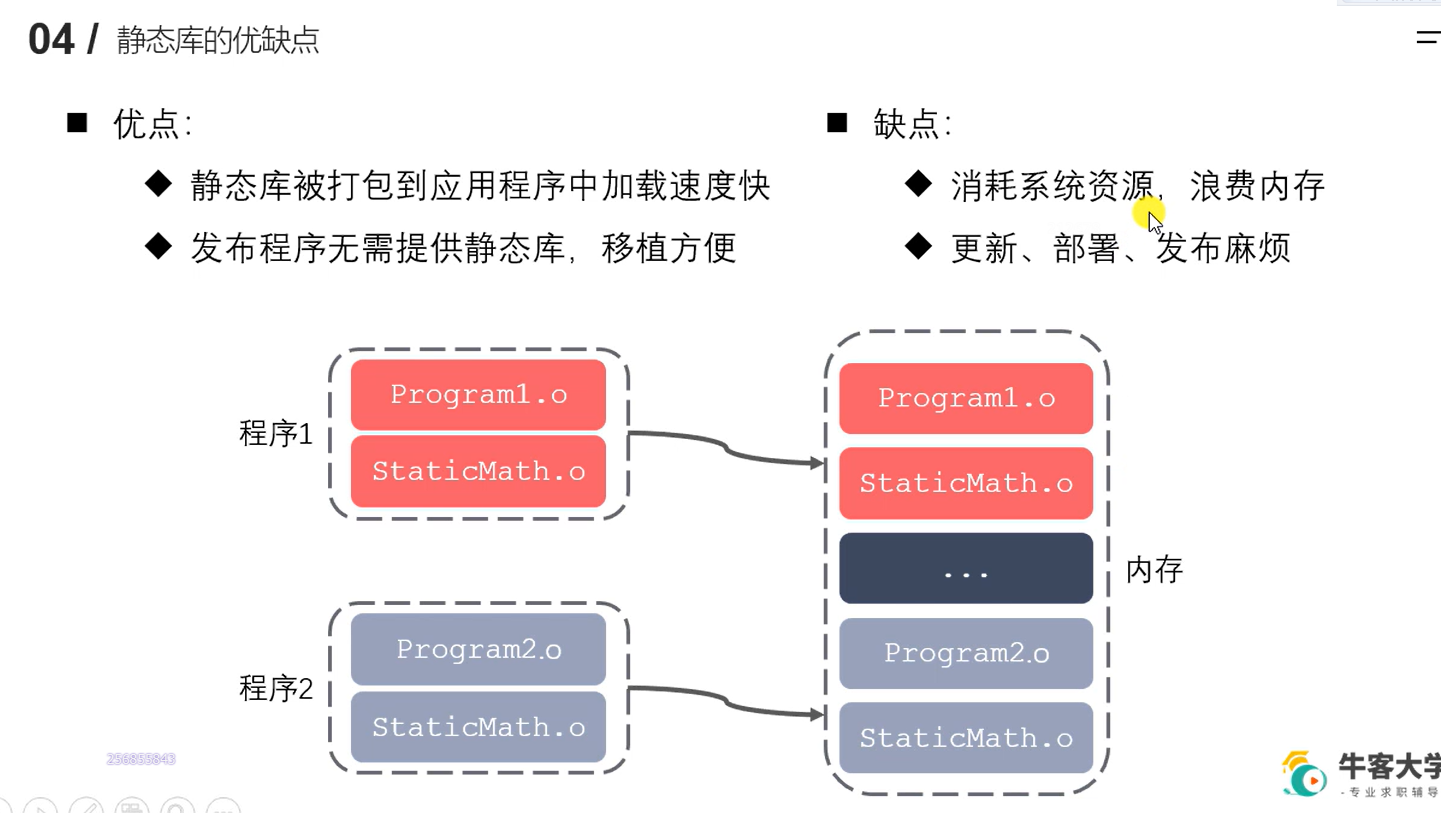 04 / 静态库的优缺点
■ 优点：
◆ 静态库被打包到应用程序中加载速度快
◆ 发布程序无需提供静态库，移植方便
■ 缺点：
◆ 消耗系统资源，浪费内存
◆ 更新、部署、发布麻烦
程序1
Program1.o
StaticMath.o
程序2
Program2.o
StaticMath.o
Program1.o
StaticMath.o
...
Program2.o
StaticMath.o
内存
256855843
牛客大学
-专业求职辅导